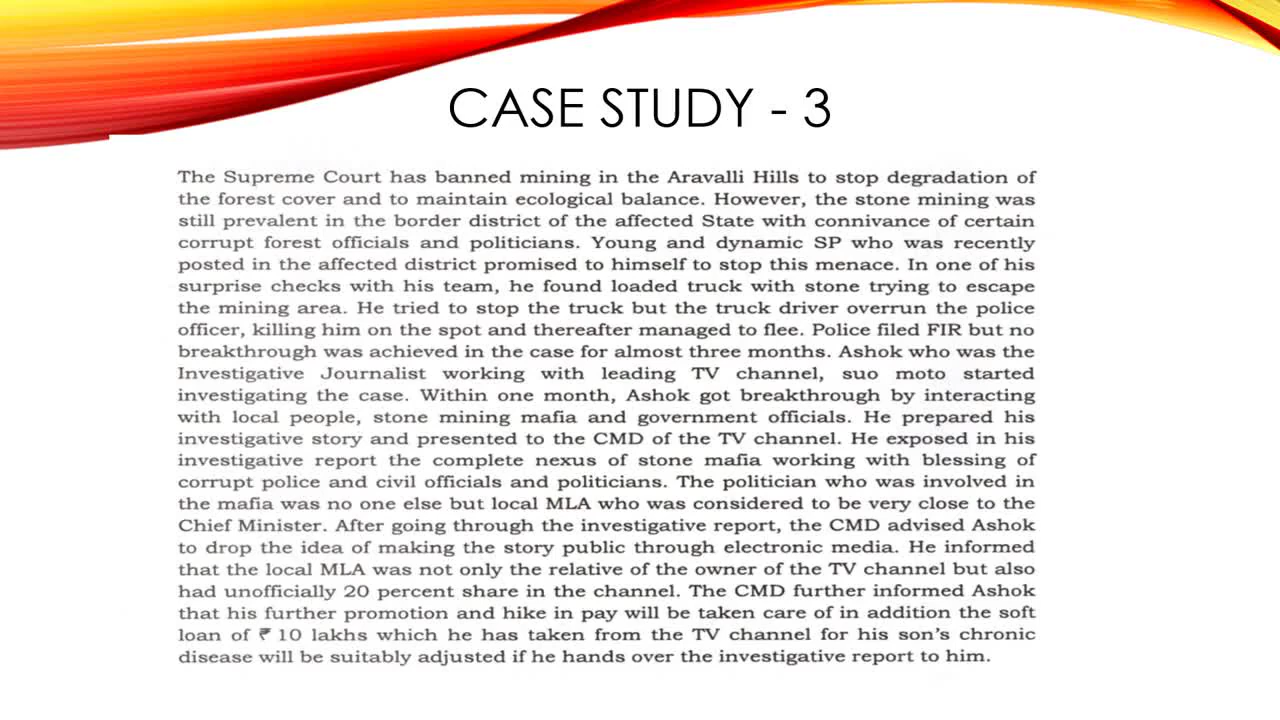 CASE STUDY - 3
The Supreme Court has banned mining in the Aravalli Hills to stop degradation of
the forest cover and to maintain ecological balance. However, the stone mining was
still prevalent in the border district of the affected State with connivance of certain
corrupt forest officials and politicians. Young and dynamic SP who was recently
posted in the affected district promised to himself to stop this menace. In one of his
surprise checks with his team, he found loaded truck with stone trying to escape
the mining area. He tried to stop the truck but the truck driver overrun the police
officer, killing him on the spot and thereafter managed to flee. Police filed FIR but no
breakthrough was achieved in the case for almost three months. Ashok who was the
Investigative Journalist working with leading TV channel, suo moto started
investigating the case. Within one month, Ashok got breakthrough by interacting
with local people, stone mining mafia and government officials. He prepared his
investigative story and presented to the CMD of the TV channel. He exposed in his
investigative report the complete nexus of stone mafia working with blessing of
corrupt police and civil officials and politicians. The politician who was involved in
the mafia was no one else but local MLA who was considered to be very close to the
Chief Minister. After going through the investigative report, the CMD advised Ashok
to drop the idea of making the story public through electronic media. He informed
that the local MLA was not only the relative of the owner of the TV channel but also
had unofficially 20 percent share in the channel. The CMD further informed Ashok
that his further promotion and hike in pay will be taken care of in addition the soft
loan of ₹ 10 lakhs which he has taken from the TV channel for his son's chronic
disease will be suitably adjusted if he hands over the investigative report to him.